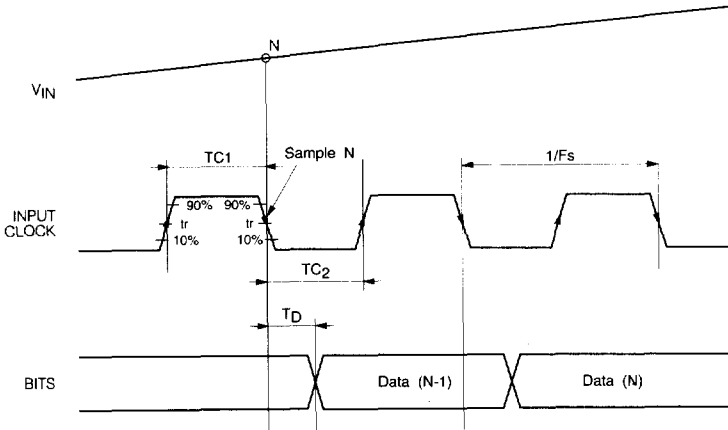 N
VIN
TC1
Sample N
1/Fs
INPUT
CLOCK
90% 90%
tr tr
10% 10%
TC2
TD
BITS
Data (N-1)
Data (N)